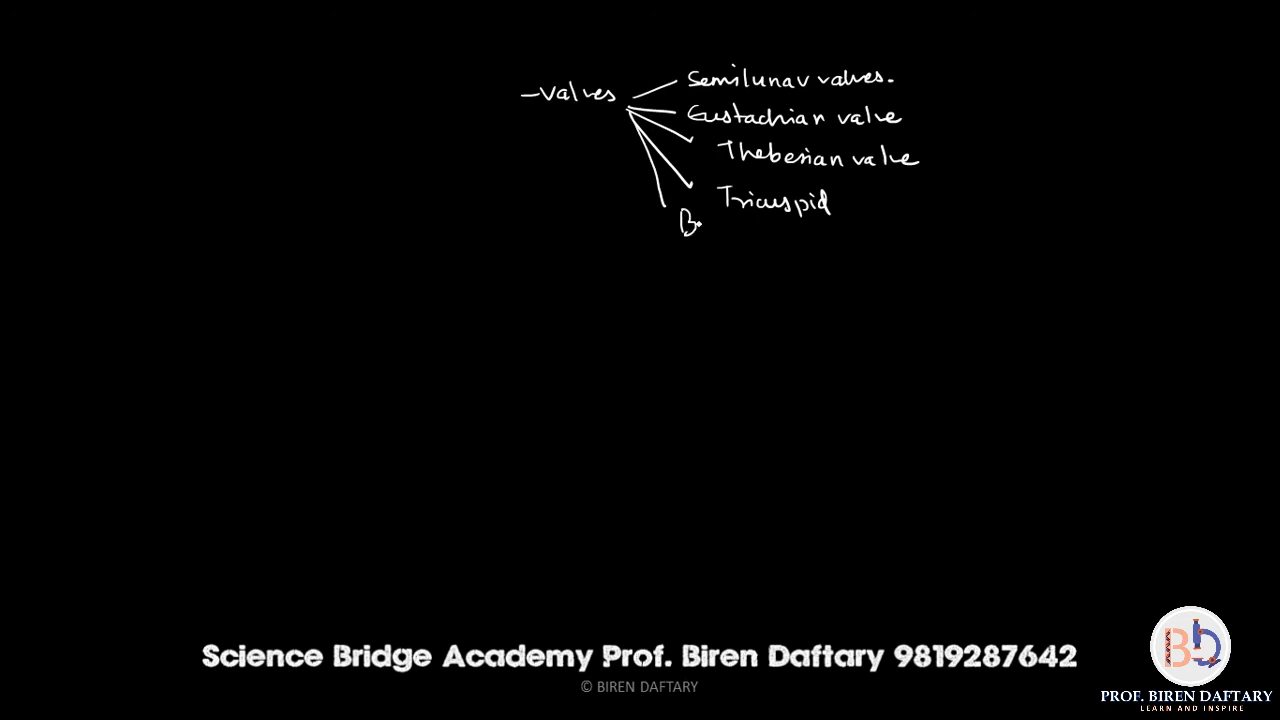 -valves
Semilunar valves.
Eustachian valve
Thebesian valve
Tricuspid
B.
Science Bridge Academy Prof. Biren Daftary 9819287642
© BIREN DAFTARY
PROF. BIREN DAFTARY
LEARN AND INSPIRE